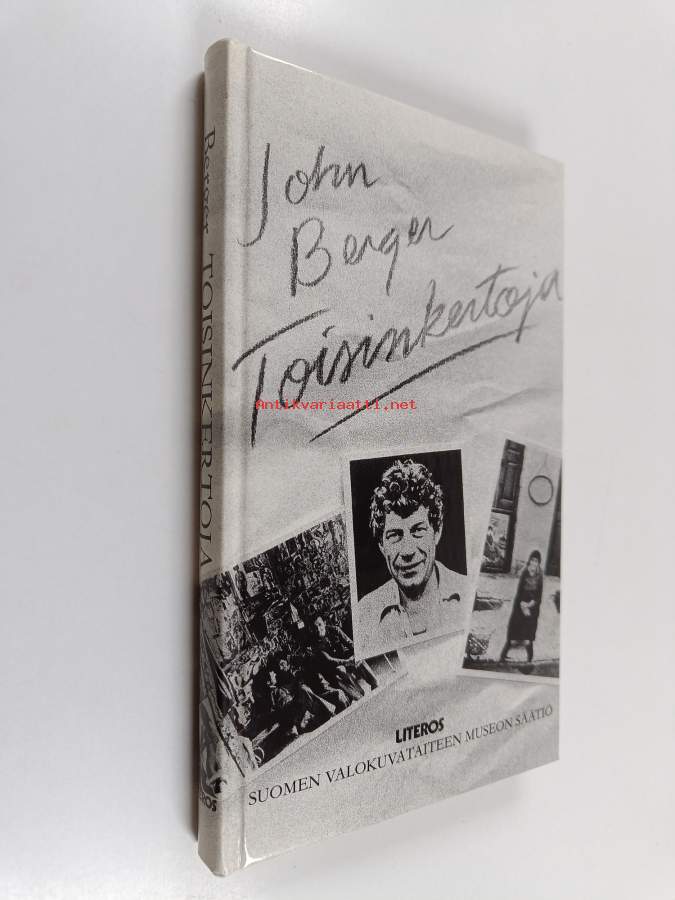 John
Berger
Toisinkertoja
Antikvariaatti.net
LITEROS
SUOMEN VALOKUVATAITEEN MUSEON SÄÄTIÖ
Berger TOISINKERTOJA